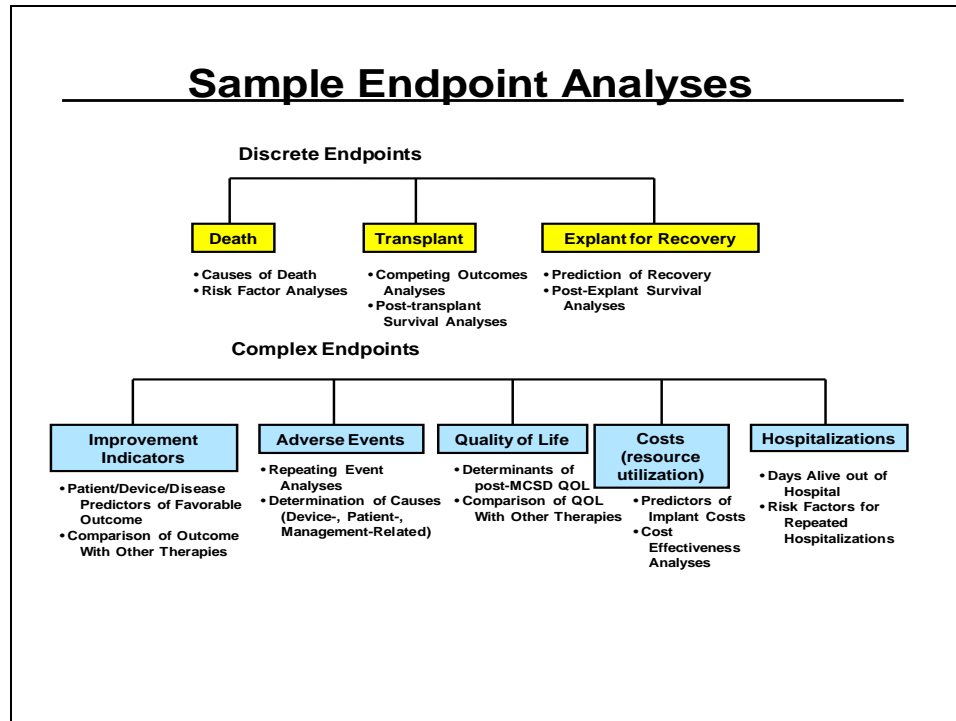 Sample Endpoint Analyses
Discrete Endpoints
Death
• Causes of Death
• Risk Factor Analyses
Transplant
• Competing Outcomes
Analyses
• Post-transplant
Survival Analyses
Explant for Recovery
• Prediction of Recovery
• Post-Explant Survival
Analyses
Complex Endpoints
Improvement
Indicators
• Patient/Device/Disease
Predictors of Favorable
Outcome
• Comparison of Outcome
With Other Therapies
Adverse Events
• Repeating Event
Analyses
• Determination of Causes
(Device-, Patient-,
Management-Related)
Quality of Life
• Determinants of
post-MCSD QOL
• Comparison of QOL
With Other Therapies
Costs
(resource
utilization)
• Predictors of
Implant Costs
• Cost
Effectiveness
Analyses
Hospitalizations
• Days Alive out of
Hospital
• Risk Factors for
Repeated
Hospitalizations